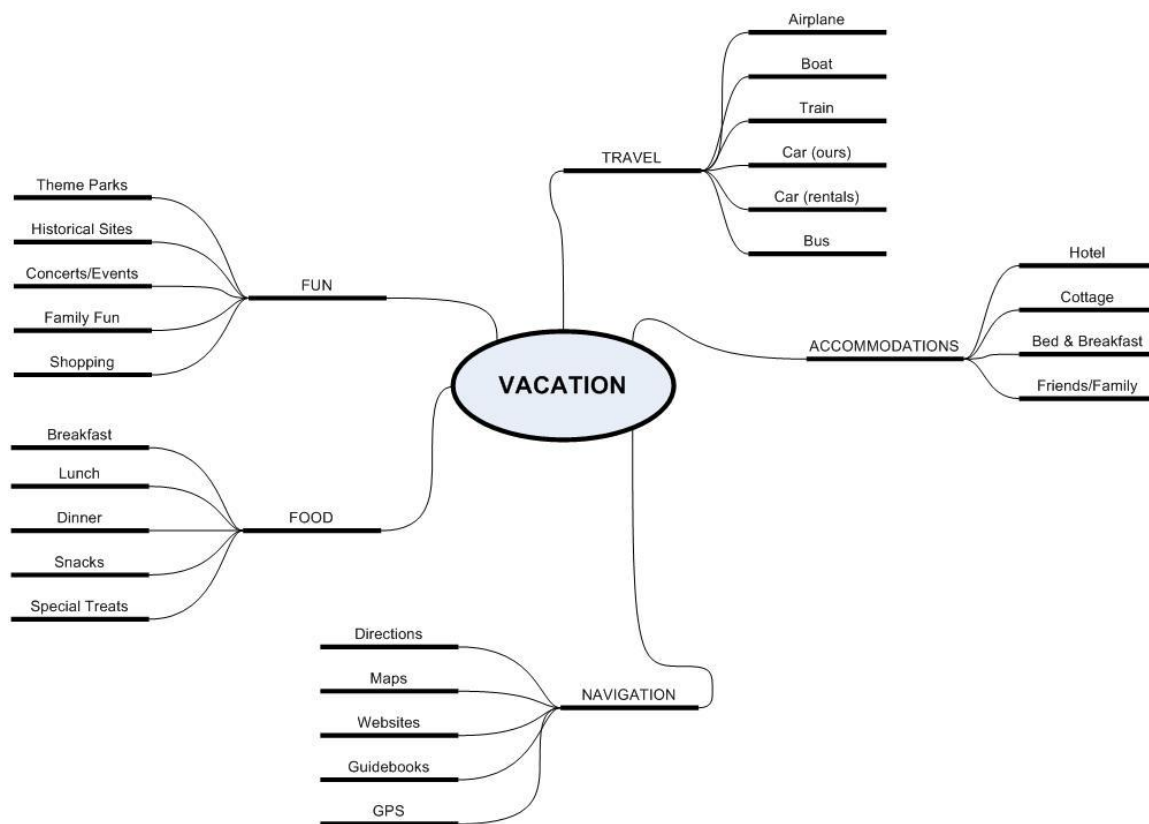 VACATION
TRAVEL
Airplane
Boat
Train
Car (ours)
Car (rentals)
Bus
ACCOMMODATIONS
Hotel
Cottage
Bed & Breakfast
Friends/Family
NAVIGATION
Directions
Maps
Websites
Guidebooks
GPS
FOOD
Breakfast
Lunch
Dinner
Snacks
Special Treats
FUN
Theme Parks
Historical Sites
Concerts/Events
Family Fun
Shopping